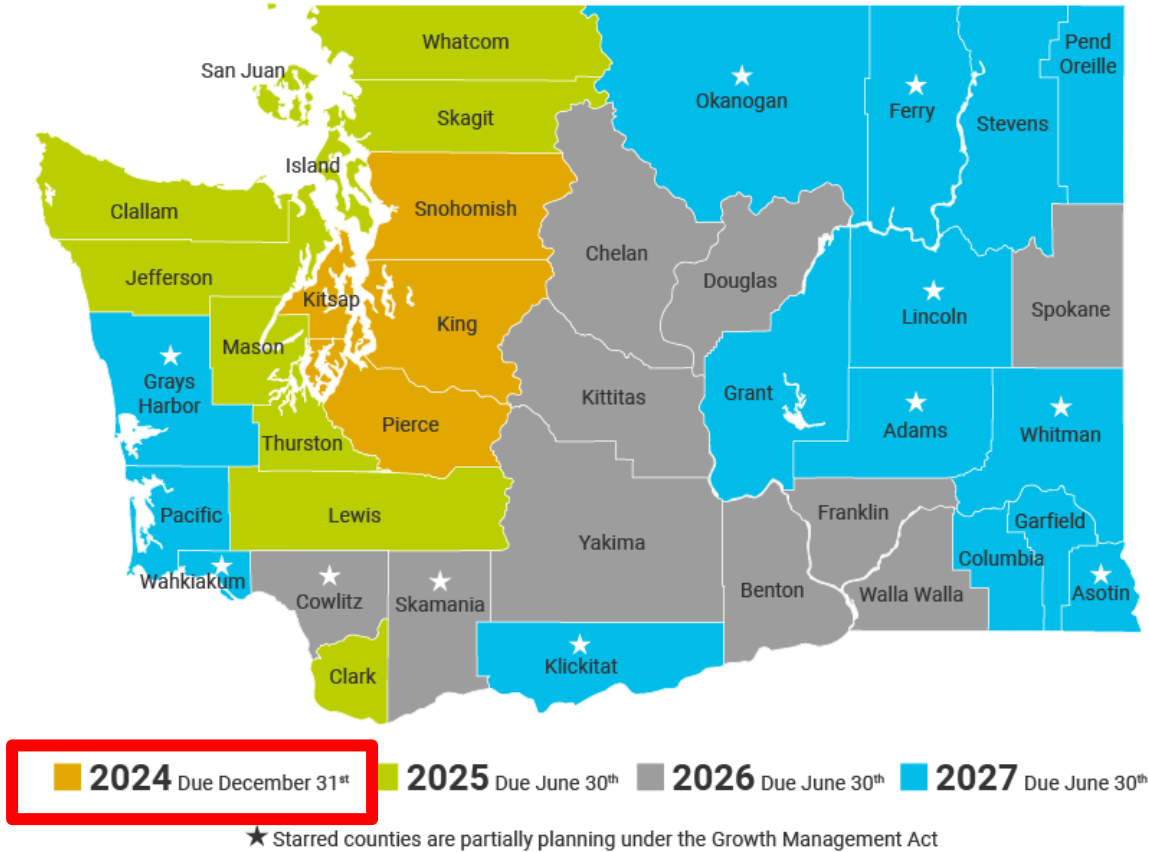 Whatcom
San Juan
Skagit
Island
Clallam
Snohomish
Jefferson
Kitsap
King
Mason
Grays
Harbor
Pierce
Thurston
Pacific
Lewis
Wahkiakum
Cowlitz
Skamania
Clark
Okanogan
Ferry
Stevens
Pend
Oreille
Chelan
Douglas
Lincoln
Spokane
Kittitas
Grant
Adams
Whitman
Yakima
Franklin
Garfield
Columbia
Benton
Walla Walla
Asotin
Klickitat
2024 Due December 31st
2025 Due June 30th
2026 Due June 30th
2027 Due June 30th
★ Starred counties are partially planning under the Growth Management Act